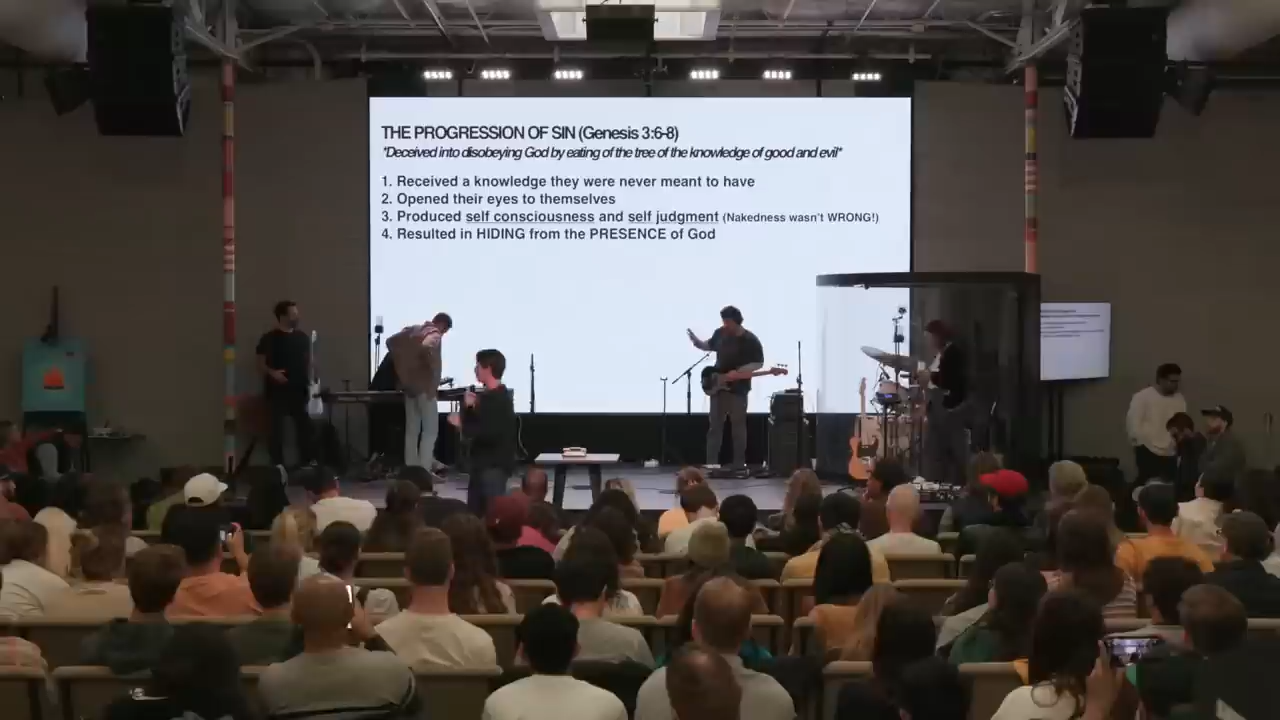 THE PROGRESSION OF SIN (Genesis 3:6-8)
*Deceived into disobeying God by eating of the tree of the knowledge of good and evil*
1. Received a knowledge they were never meant to have
2. Opened their eyes to themselves
3. Produced self consciousness and self judgment (Nakedness wasn't WRONG!)
4. Resulted in HIDING from the PRESENCE of God